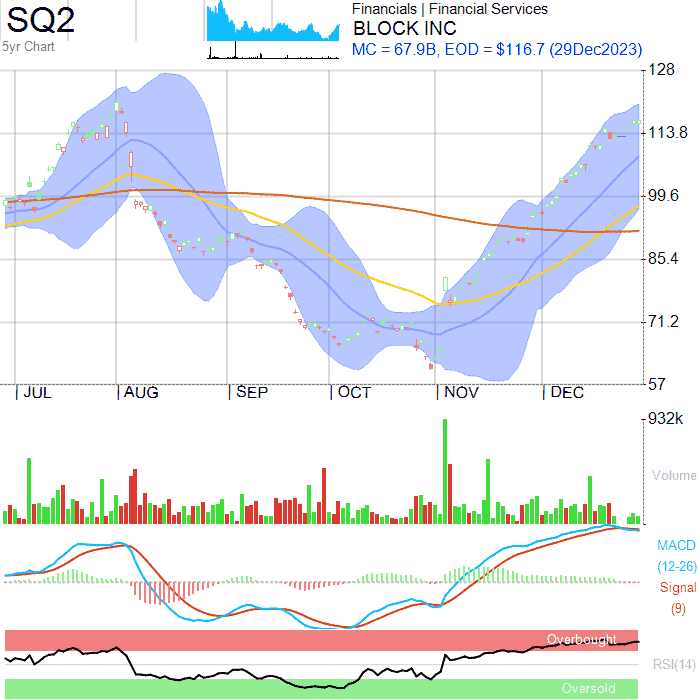 SQ2
5yr Chart
Financials | Financial Services
BLOCK INC
MC = 67.9B, EOD = $116.7 (29Dec2023)
128
113.8
99.6
85.4
71.2
57
JUL AUG SEP OCT NOV DEC
932k
Volume
MACD
(12-26)
Signal
(9)
Overbought
RSI(14)
Oversold